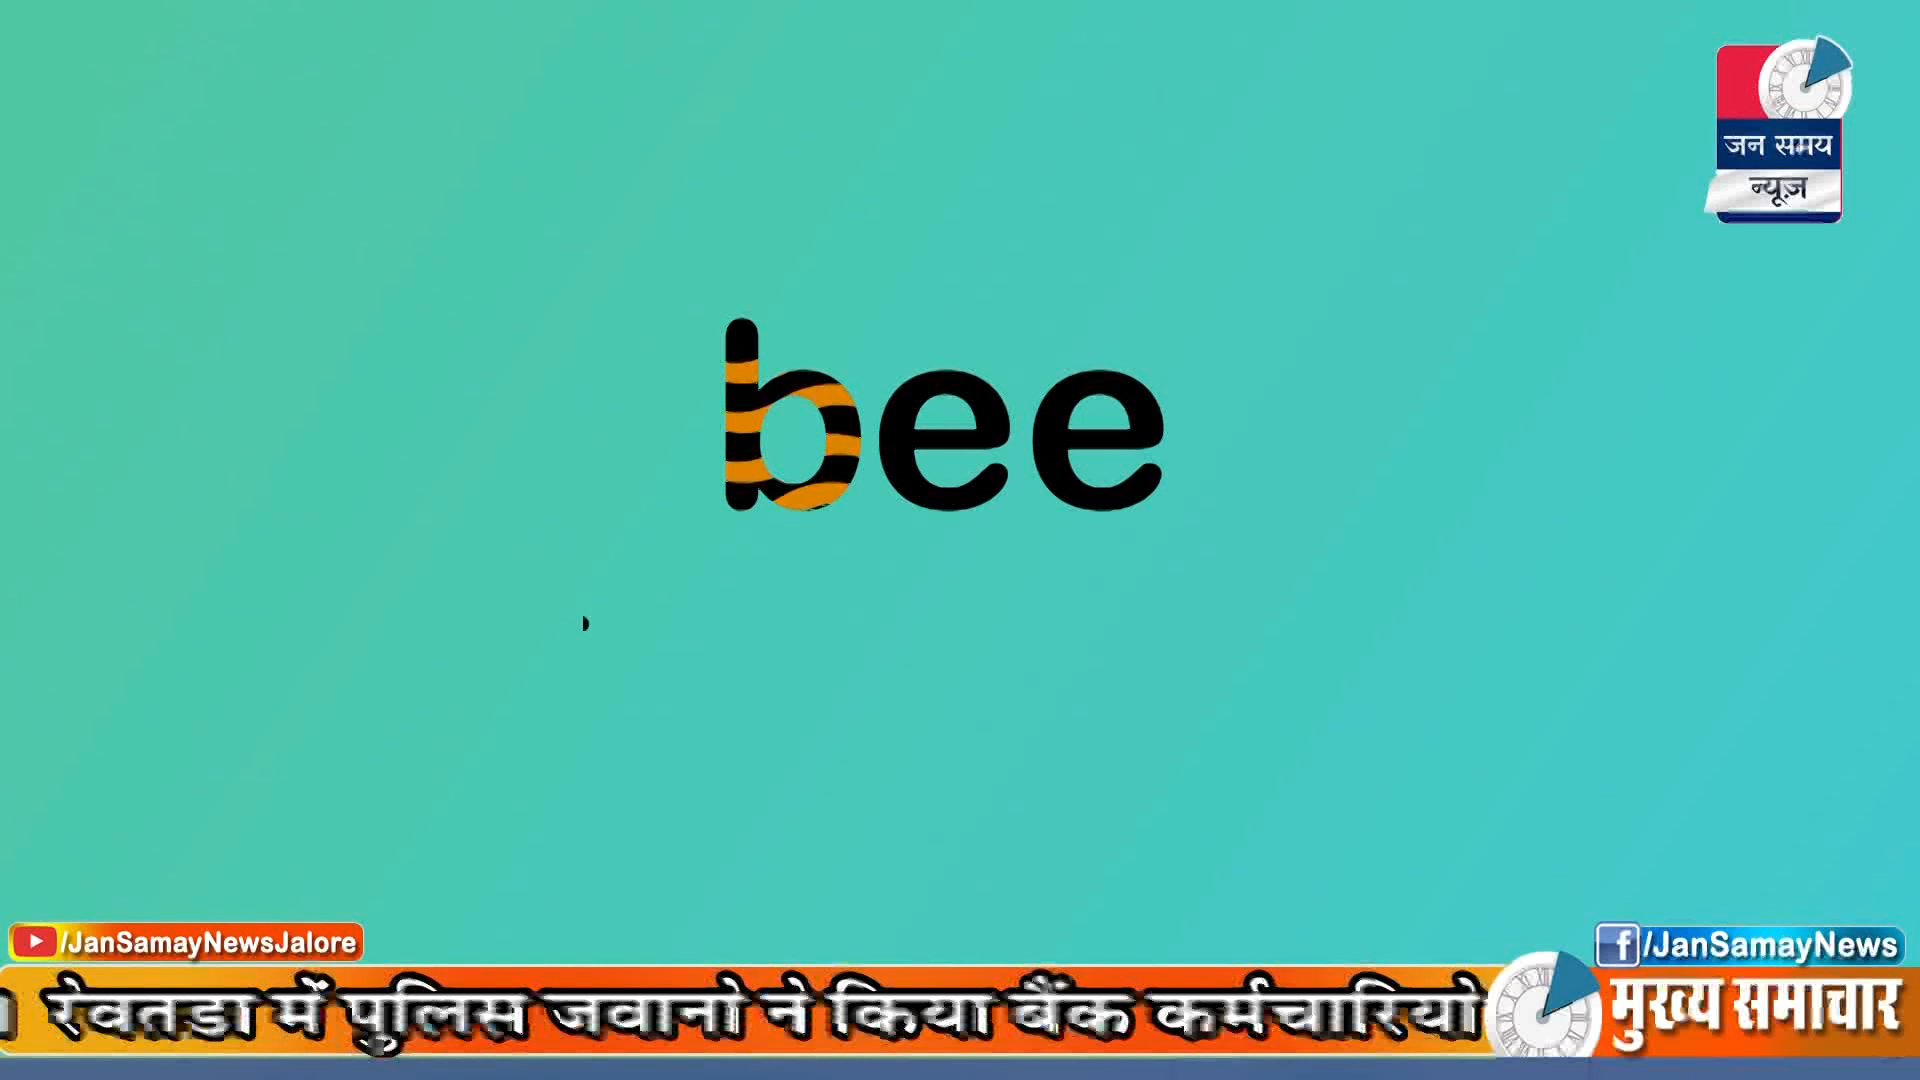 जन समय
न्यूज़
bee
/JanSamayNewsJalore
/JanSamayNews
। रेवतडा में पुलिस जवानो ने किया बैंक कर्मचारियो
मुख्य समाचार